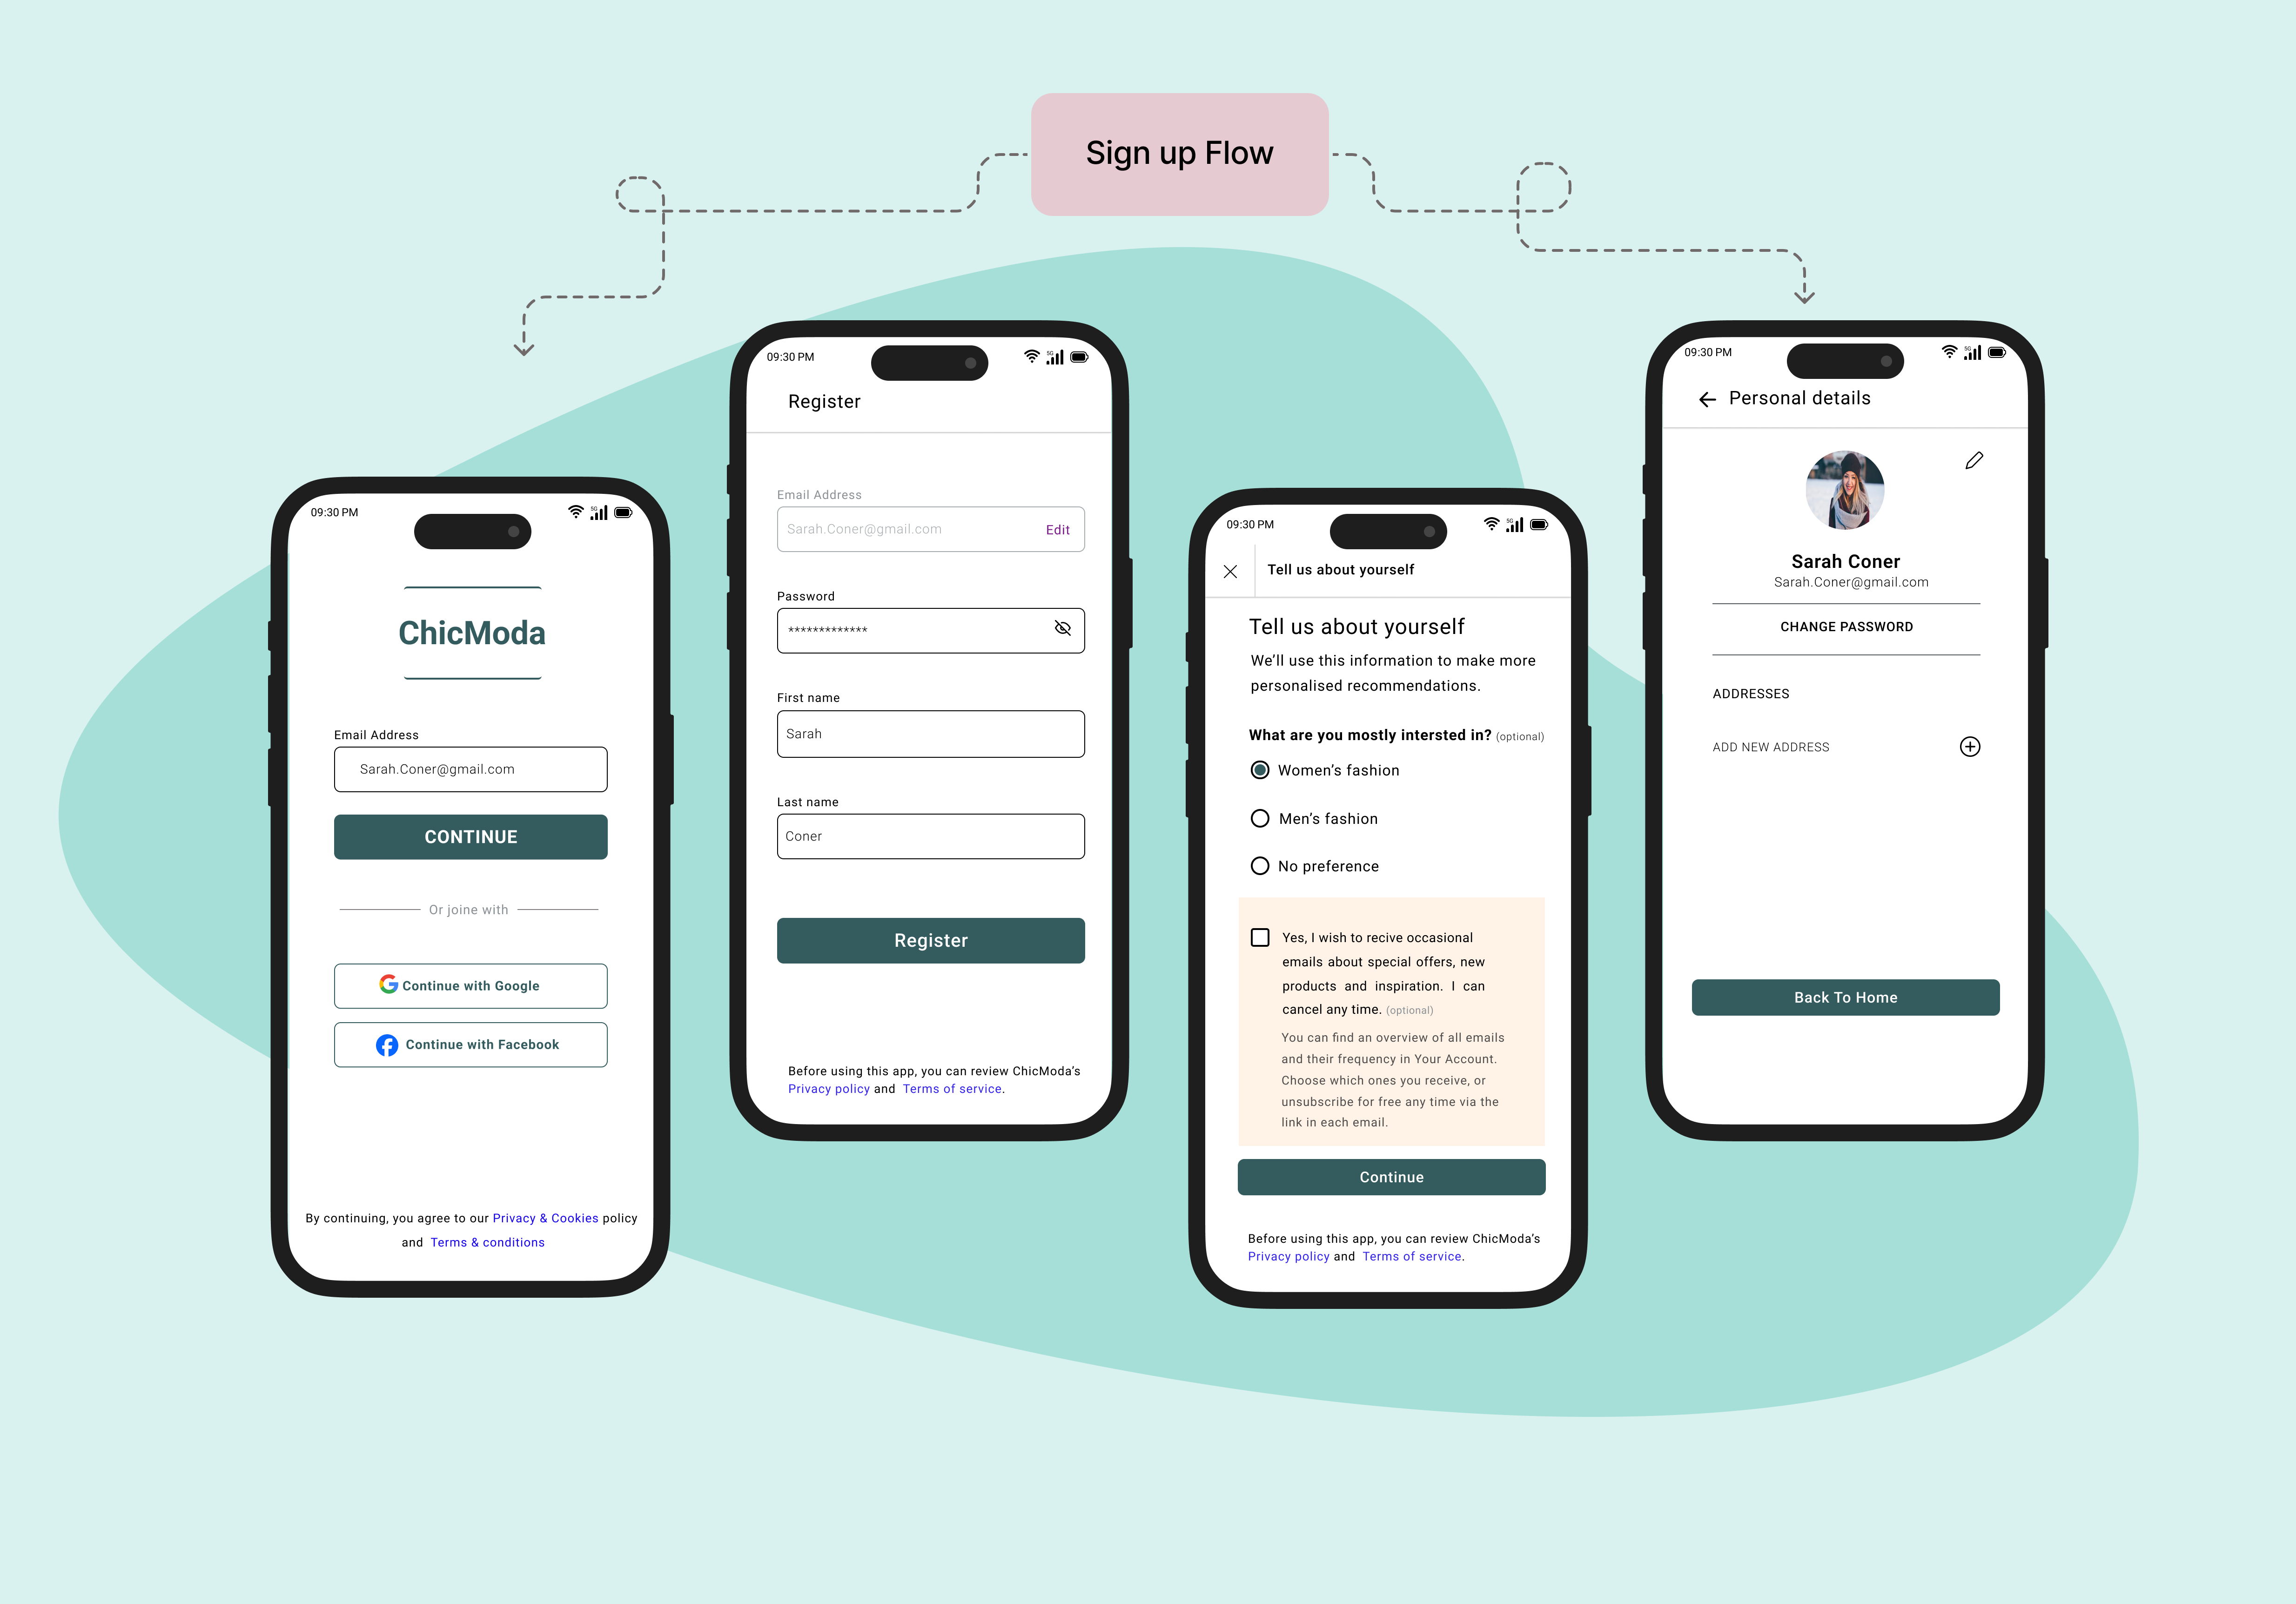 Sign up Flow
09:30 PM
5G
ChicModa
Email Address
Sarah.Coner@gmail.com
CONTINUE
Or joine with
Continue with Google
Continue with Facebook
By continuing, you agree to our Privacy & Cookies policy
and Terms & conditions
09:30 PM
5G
Register
Email Address
Sarah.Coner@gmail.com Edit
Password
*************
First name
Sarah
Last name
Coner
Register
Before using this app, you can review ChicModa's
Privacy policy and Terms of service.
09:30 PM
5G
Tell us about yourself
Tell us about yourself
We'll use this information to make more
personalised recommendations.
What are you mostly intersted in? (optional)
Women's fashion
Men's fashion
No preference
Yes, I wish to recive occasional
emails about special offers, new
products and inspiration. I can
cancel any time. (optional)
You can find an overview of all emails
and their frequency in Your Account.
Choose which ones you receive, or
unsubscribe for free any time via the
link in each email.
Continue
Before using this app, you can review ChicModa's
Privacy policy and Terms of service.
09:30 PM
5G
Personal details
Sarah Coner
Sarah.Coner@gmail.com
CHANGE PASSWORD
ADDRESSES
ADD NEW ADDRESS
Back To Home